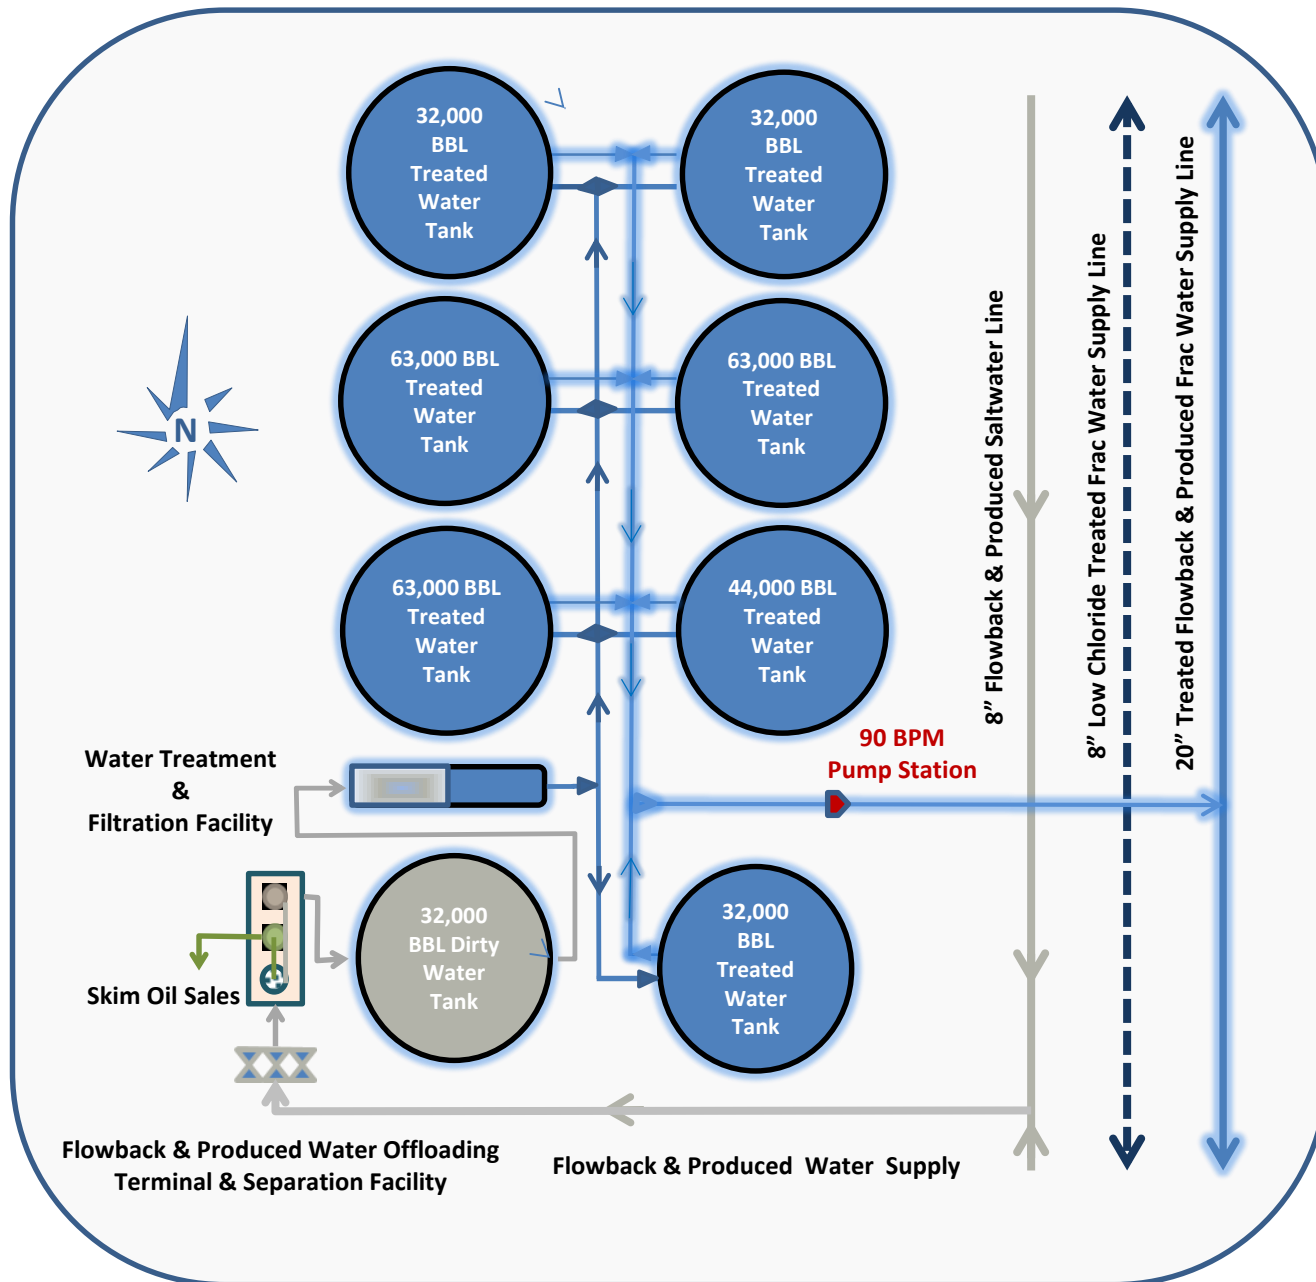 32,000
BBL
Treated
Water
Tank
32,000
BBL
Treated
Water
Tank
63,000 BBL
Treated
Water
Tank
63,000 BBL
Treated
Water
Tank
N
63,000 BBL
Treated
Water
Tank
44,000 BBL
Treated
Water
Tank
8” Flowback & Produced Saltwater Line
8” Low Chloride Treated Frac Water Supply Line
20” Treated Flowback & Produced Frac Water Supply Line
90 BPM
Pump Station
Water Treatment
&
Filtration Facility
32,000
BBL Dirty
Water
Tank
32,000
BBL
Treated
Water
Tank
Skim Oil Sales
Flowback & Produced Water Offloading
Terminal & Separation Facility
Flowback & Produced Water Supply